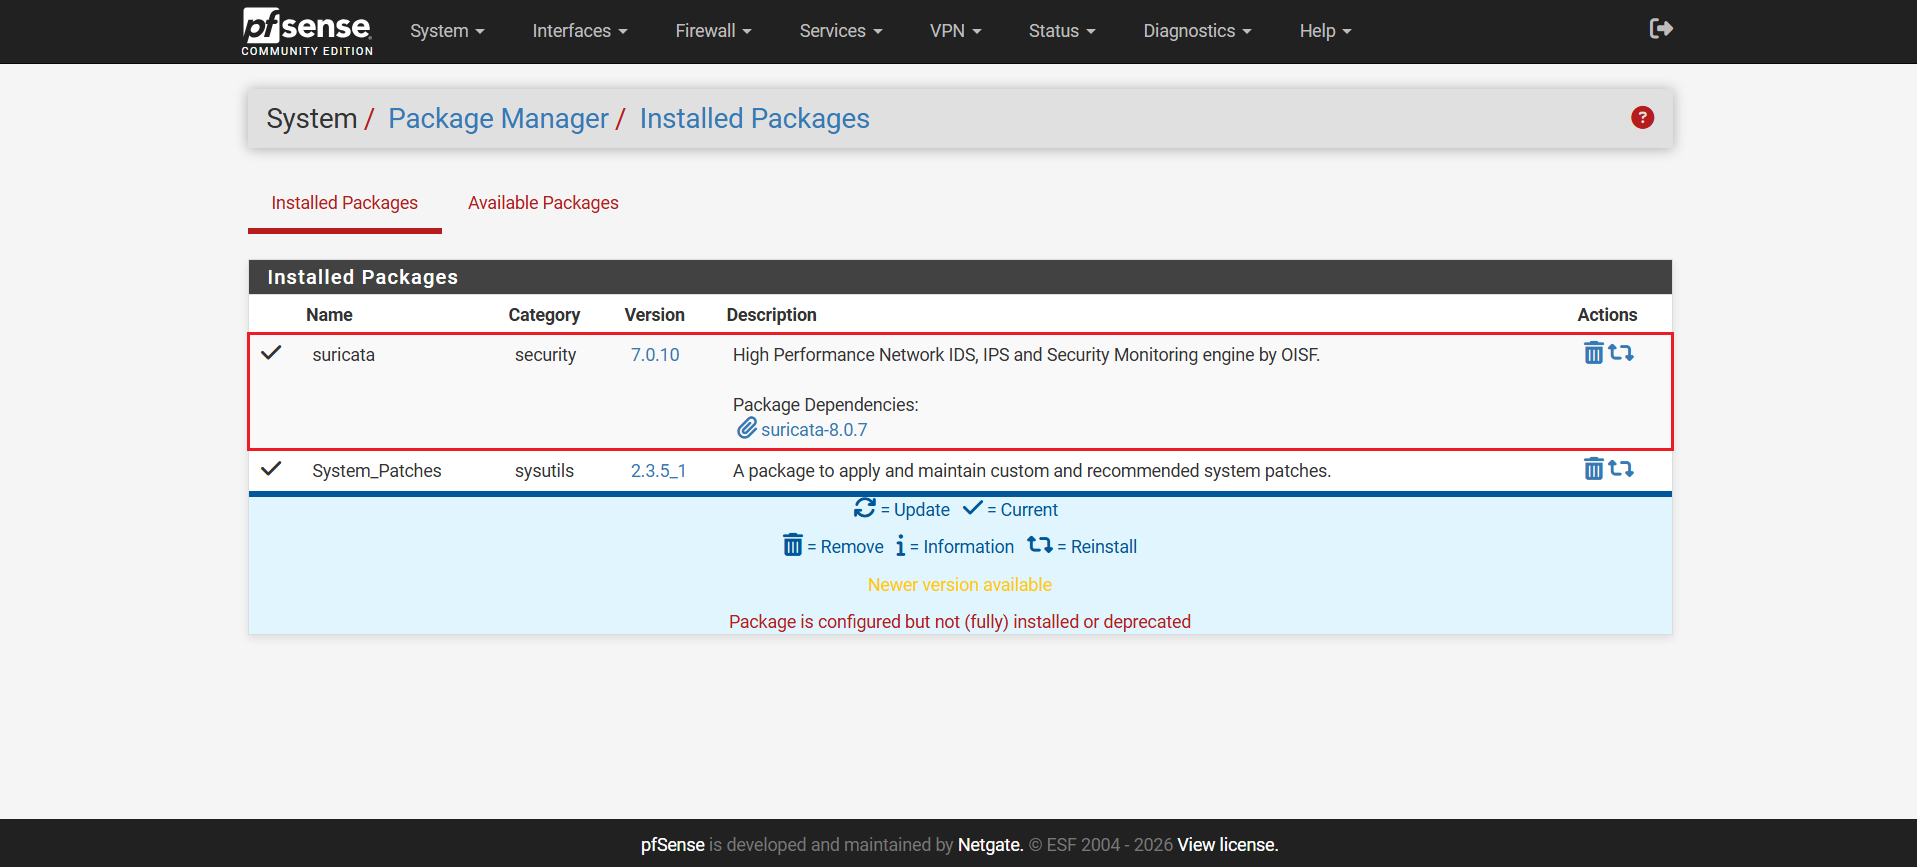 pfsense
COMMUNITY EDITION
System Interfaces Firewall Services VPN Status Diagnostics Help
System / Package Manager / Installed Packages ?
Installed Packages Available Packages
Installed Packages
Name Category Version Description Actions
suricata security 7.0.10 High Performance Network IDS, IPS and Security Monitoring engine by OISF.
Package Dependencies:
suricata-8.0.7
System_Patches sysutils 2.3.5_1 A package to apply and maintain custom and recommended system patches.
= Update = Current
= Remove = Information = Reinstall
Newer version available
Package is configured but not (fully) installed or deprecated
pfSense is developed and maintained by Netgate. © ESF 2004 - 2026 View license.